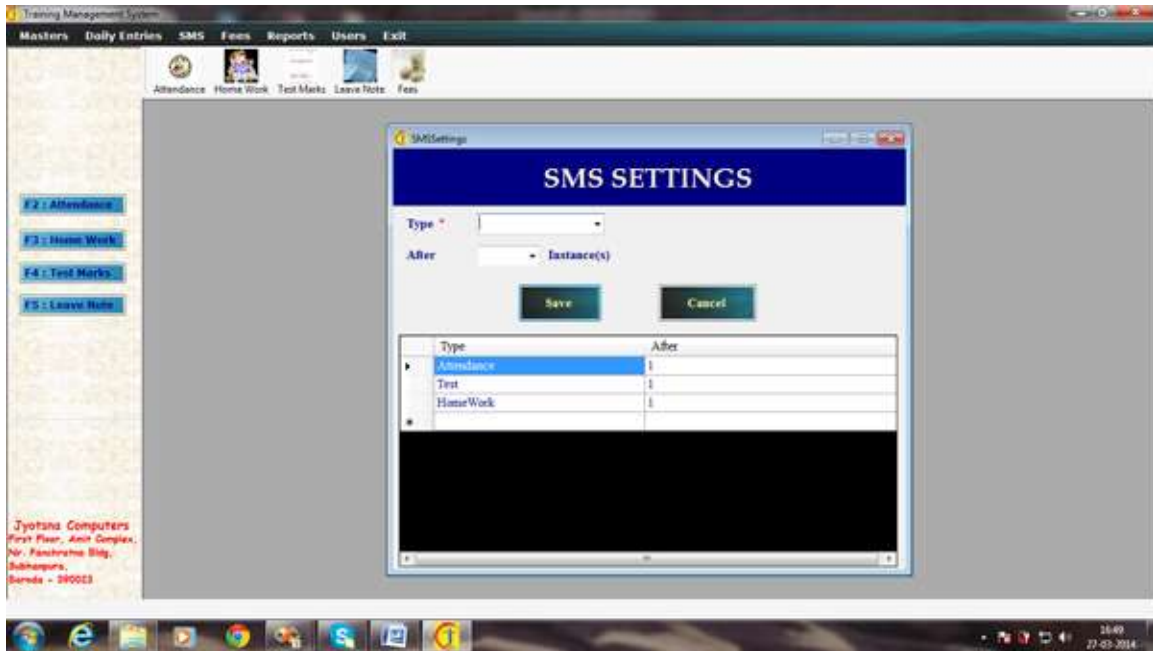 Training Management System
Masters Daily Entries SMS Fees Reports Users Exit
Attendance Home Work Test Marks Leave Note Fees
SMSSettings
SMS SETTINGS
F2 : Attendance
Type *
F3 : Home Work
After Instance(s)
F4 : Test Marks
F5 : Leave Note
Save Cancel
Type After
Attendance 1
Test 1
HomeWork 1
Jyotsna Computers
First Floor, Amit Complex,
Nr. Panchratna Bldg,
Subhanpura,
Baroda - 390023
16:49
27-03-2014